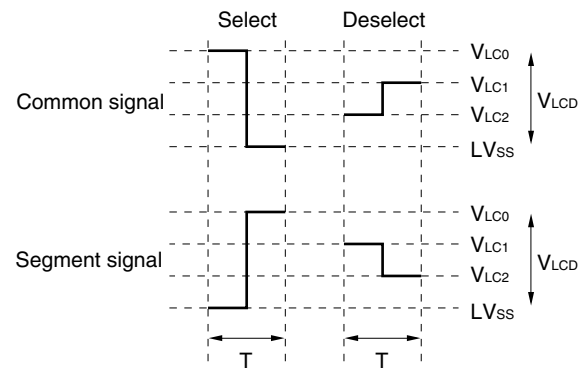 Select Deselect
VLC0
VLC1
Common signal
VLCD
VLC2
LVSS
VLC0
VLC1
Segment signal
VLCD
VLC2
LVSS
T T